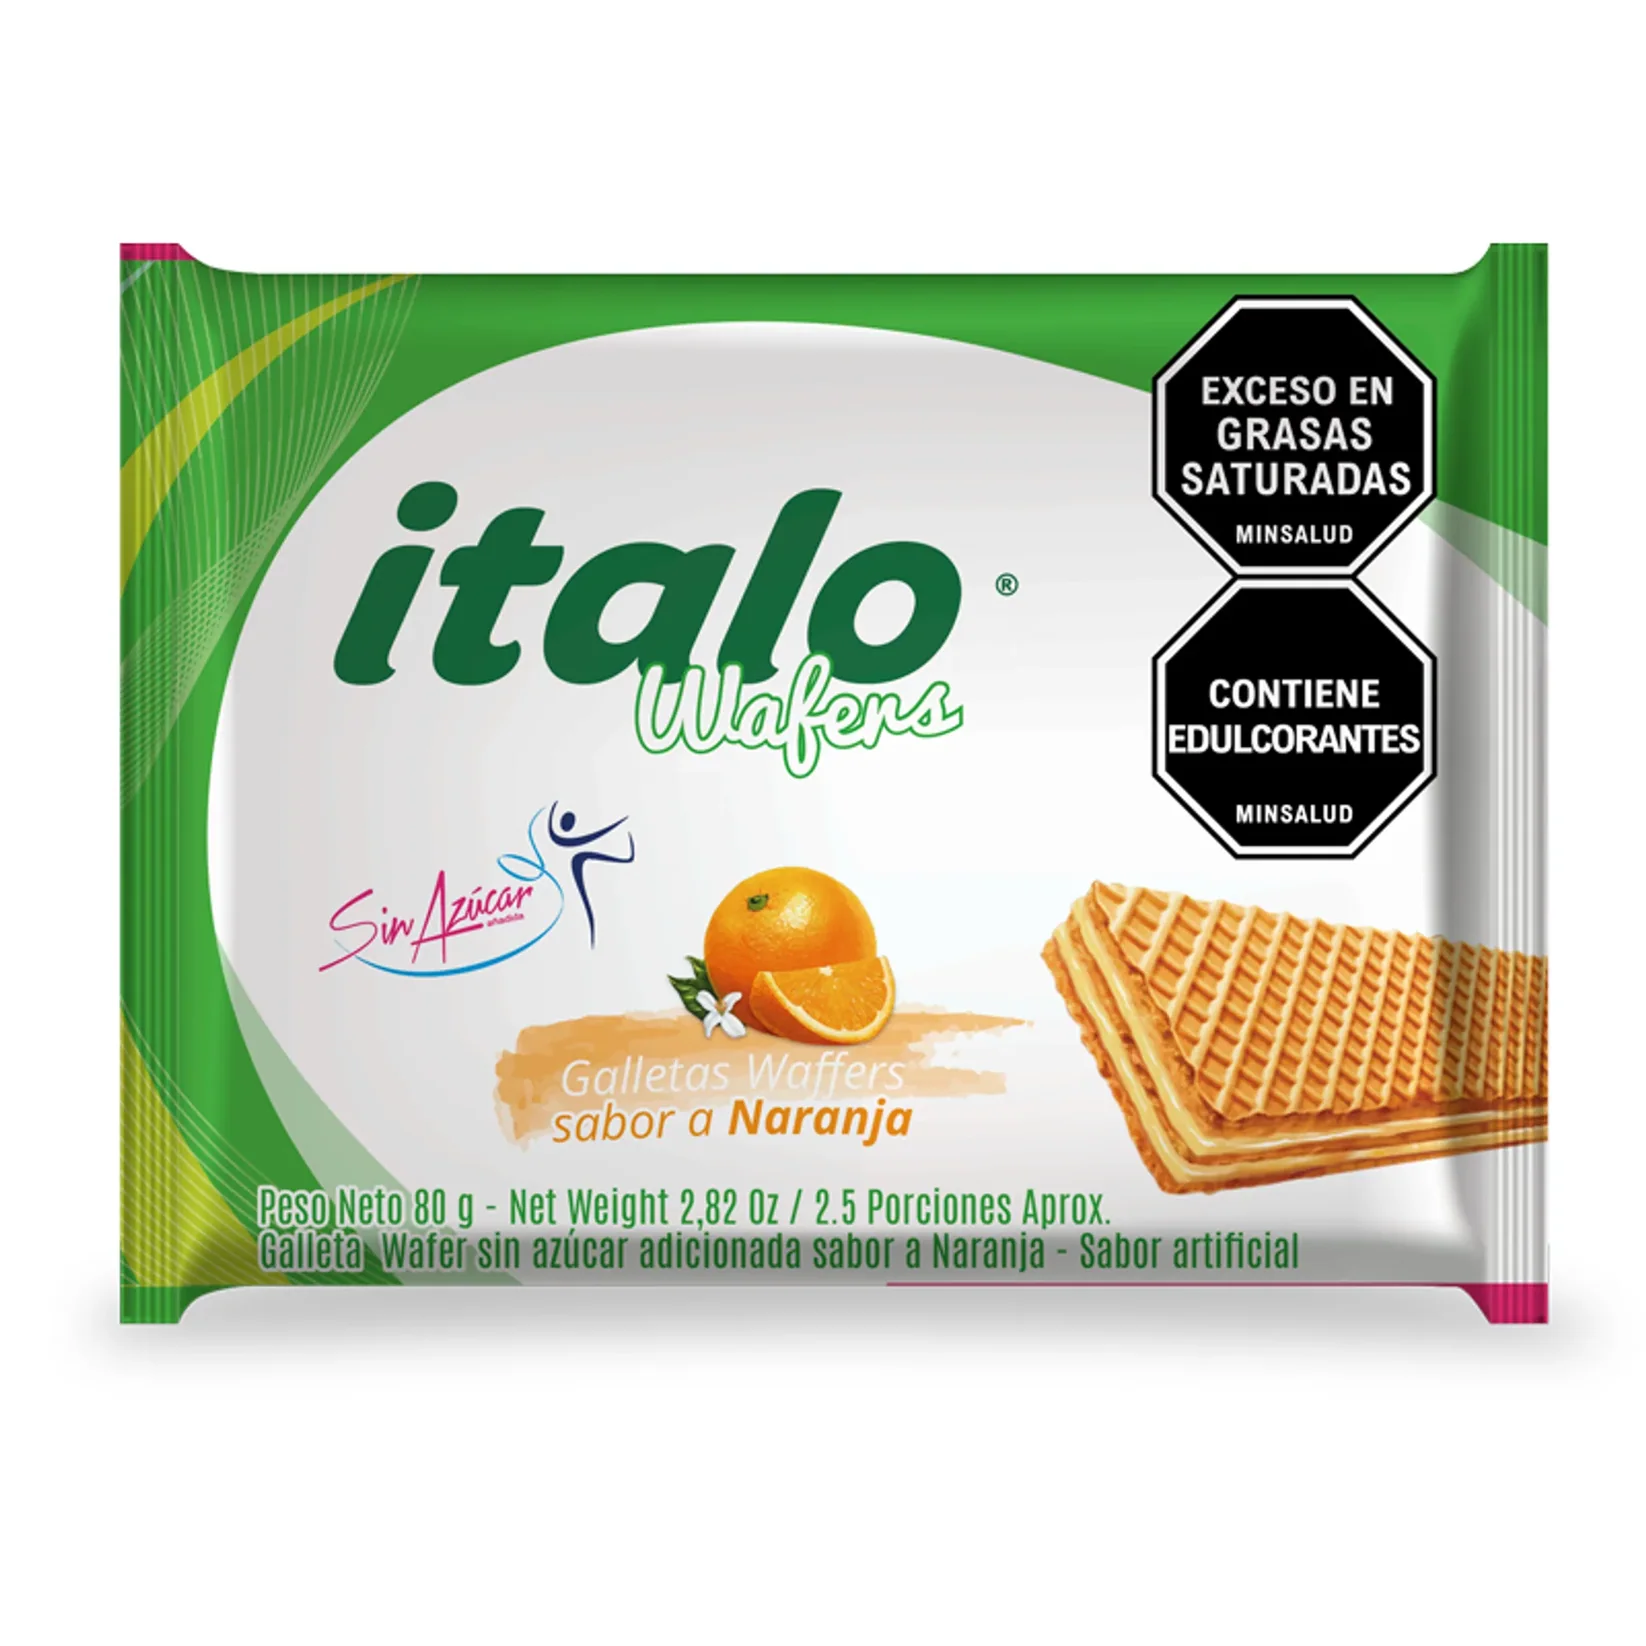 italo ®
Wafers
Sin Azúcar
añadida
Galletas Waffers
sabor a Naranja
Peso Neto 80 g - Net Weight 2,82 Oz / 2.5 Porciones Aprox.
Galleta Wafer sin azúcar adicionada sabor a Naranja - Sabor artificial
EXCESO EN
GRASAS
SATURADAS
MINSALUD
CONTIENE
EDULCORANTES
MINSALUD